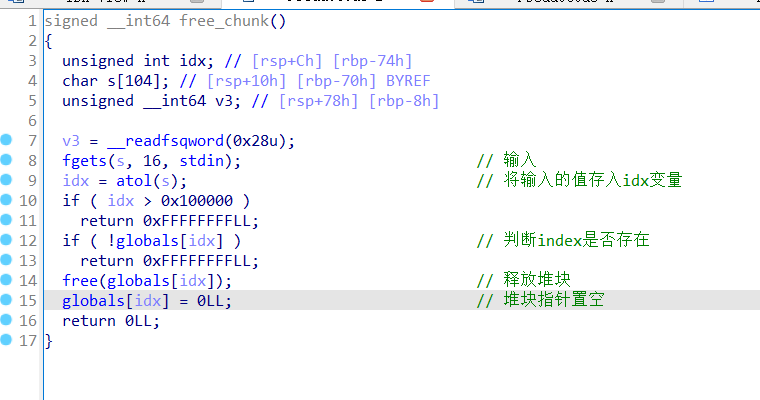 1 signed __int64 free_chunk()
2 {
3 unsigned int idx; // [rsp+Ch] [rbp-74h]
4 char s[104]; // [rsp+10h] [rbp-70h] BYREF
5 unsigned __int64 v3; // [rsp+78h] [rbp-8h]
6
7 v3 = __readfsqword(0x28u);
8 fgets(s, 16, stdin); // 输入
9 idx = atol(s); // 将输入的值存入idx变量
10 if ( idx > 0x100000 )
11 return 0xFFFFFFFFLL;
12 if ( !globals[idx] ) // 判断index是否存在
13 return 0xFFFFFFFFLL;
14 free(globals[idx]); // 释放堆块
15 globals[idx] = 0LL; // 堆块指针置空
16 return 0LL;
17 }